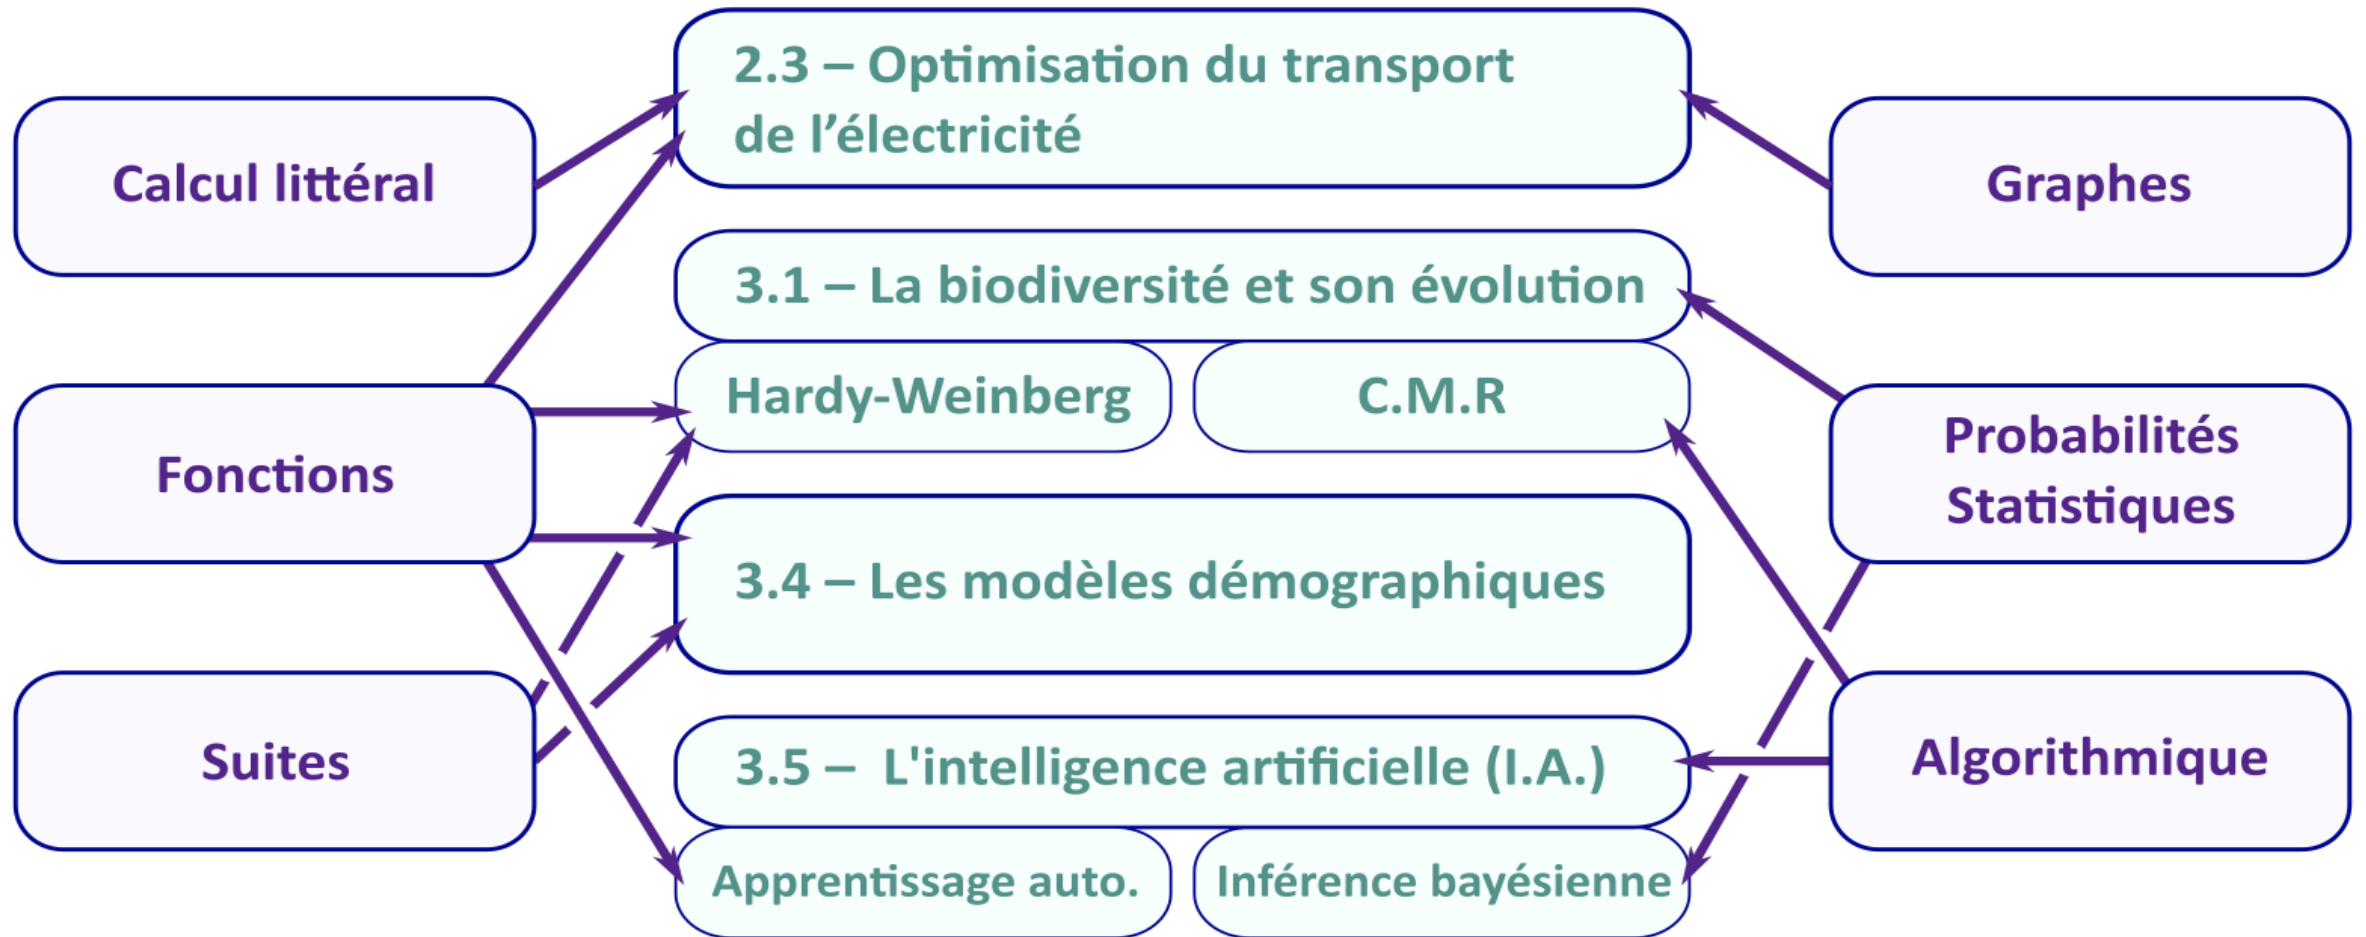 Calcul littéral
Fonctions
Suites
2.3 – Optimisation du transport
de l’électricité
3.1 – La biodiversité et son évolution
Hardy-Weinberg
C.M.R
3.4 – Les modèles démographiques
3.5 – L'intelligence artificielle (I.A.)
Apprentissage auto.
Inférence bayésienne
Graphes
Probabilités
Statistiques
Algorithmique